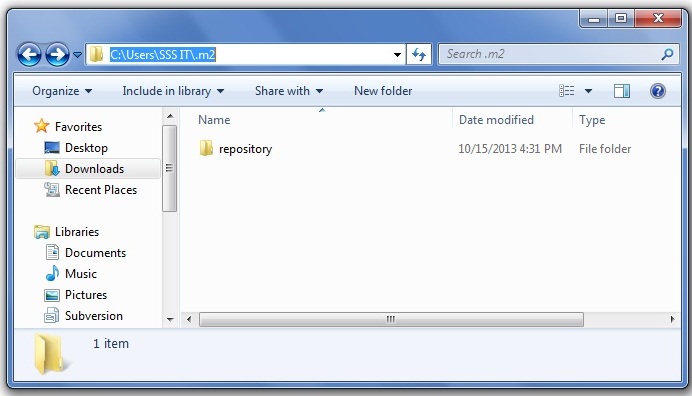 C:\Users\SSS IT\.m2
Search .m2
Organize
Include in library
Share with
New folder
Name
Date modified
Type
Favorites
Desktop
Downloads
Recent Places
Libraries
Documents
Music
Pictures
Subversion
repository
10/15/2013 4:31 PM
File folder
1 item